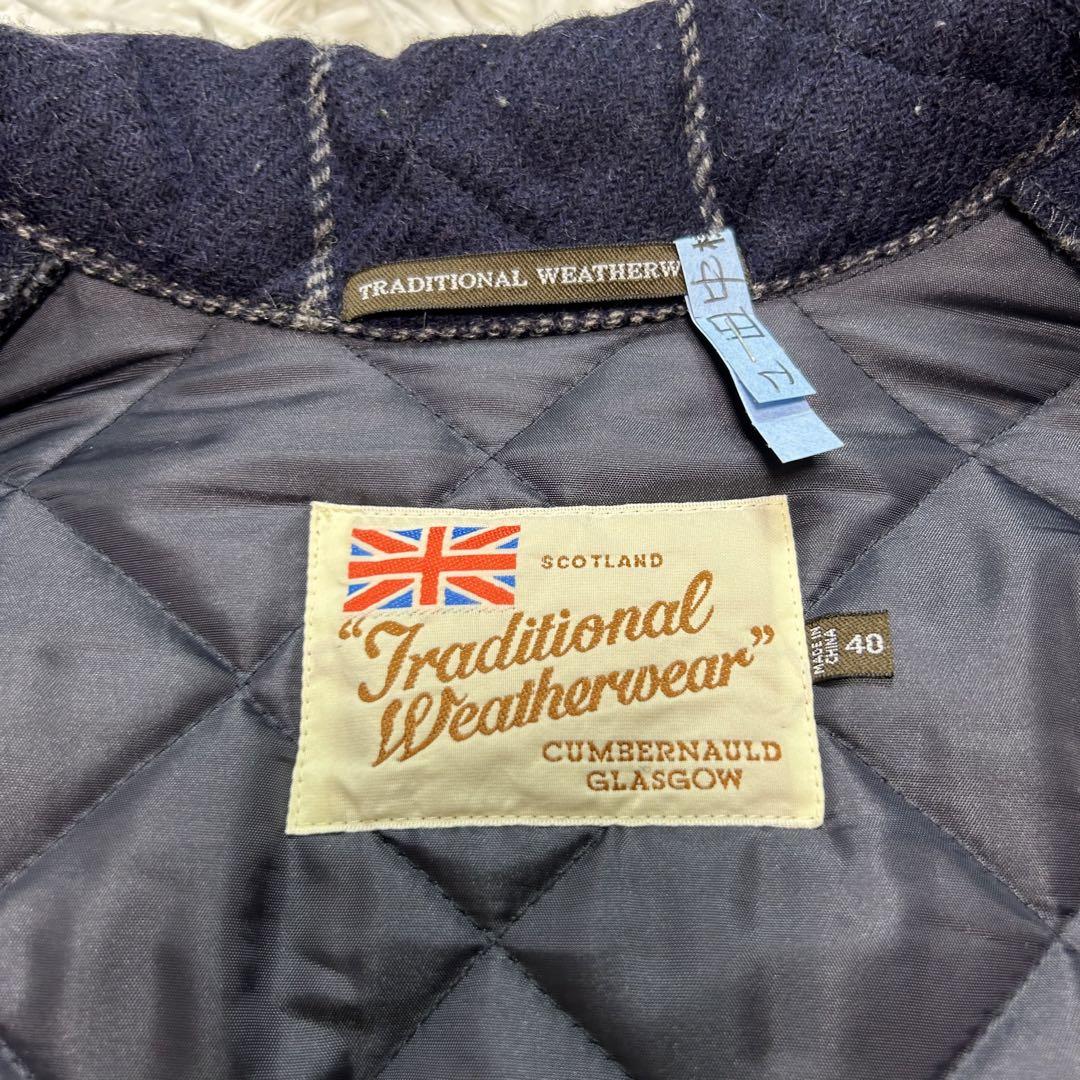 TRADITIONAL WEATHERW
SCOTLAND
"Traditional
Weatherwear"
CUMBERNAULD
GLASGOW
MADE IN
CHINA
40